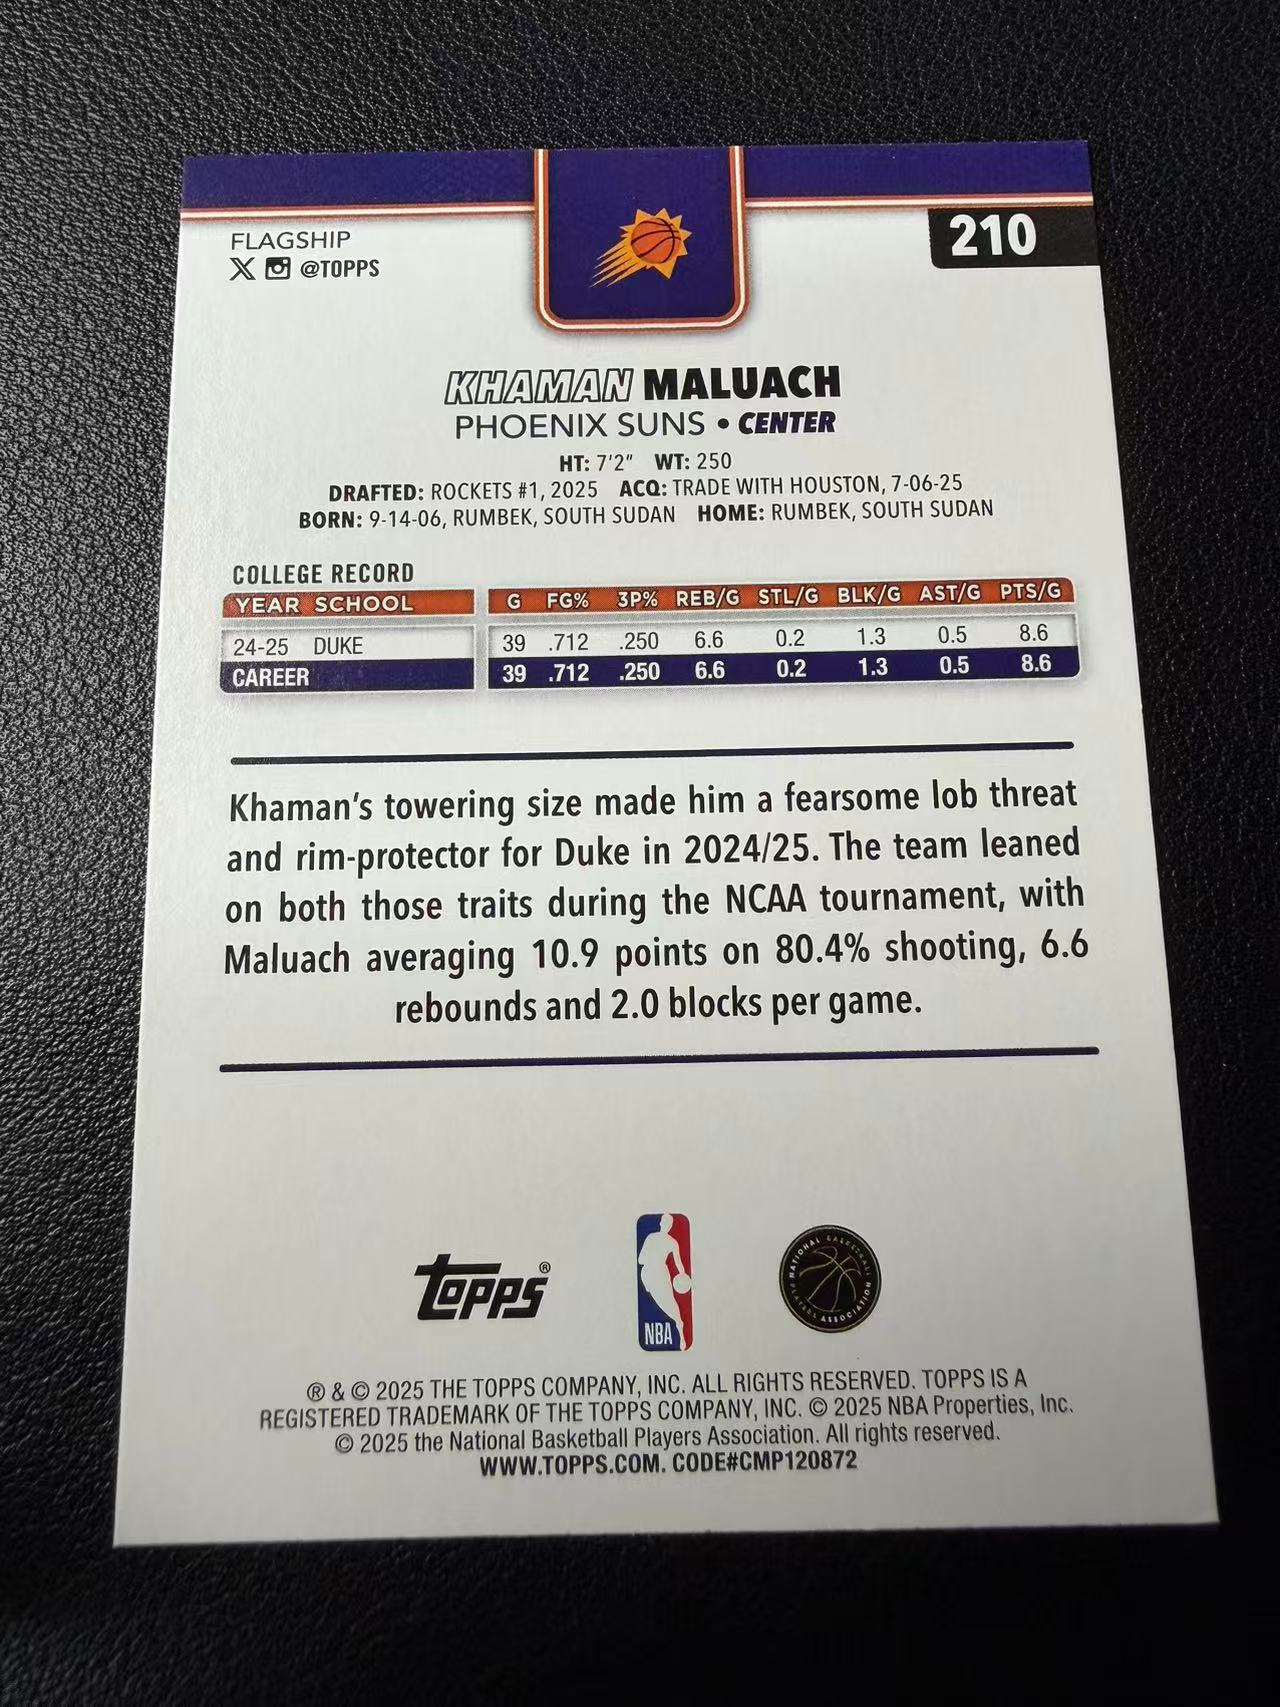 FLAGSHIP
X @TOPPS
210
KHAMAN MALUACH
PHOENIX SUNS • CENTER
HT: 7'2" WT: 250
DRAFTED: ROCKETS #1, 2025 ACQ: TRADE WITH HOUSTON, 7-06-25
BORN: 9-14-06, RUMBEK, SOUTH SUDAN HOME: RUMBEK, SOUTH SUDAN
COLLEGE RECORD
YEAR SCHOOL G FG% 3P% REB/G STL/G BLK/G AST/G PTS/G
24-25 DUKE 39 .712 .250 6.6 0.2 1.3 0.5 8.6
CAREER 39 .712 .250 6.6 0.2 1.3 0.5 8.6
Khaman's towering size made him a fearsome lob threat
and rim-protector for Duke in 2024/25. The team leaned
on both those traits during the NCAA tournament, with
Maluach averaging 10.9 points on 80.4% shooting, 6.6
rebounds and 2.0 blocks per game.
topps®
NBA
NATIONAL BASKETBALL PLAYERS ASSOCIATION
® & © 2025 THE TOPPS COMPANY, INC. ALL RIGHTS RESERVED. TOPPS IS A
REGISTERED TRADEMARK OF THE TOPPS COMPANY, INC. © 2025 NBA Properties, Inc.
© 2025 the National Basketball Players Association. All rights reserved.
WWW.TOPPS.COM. CODE#CMP120872